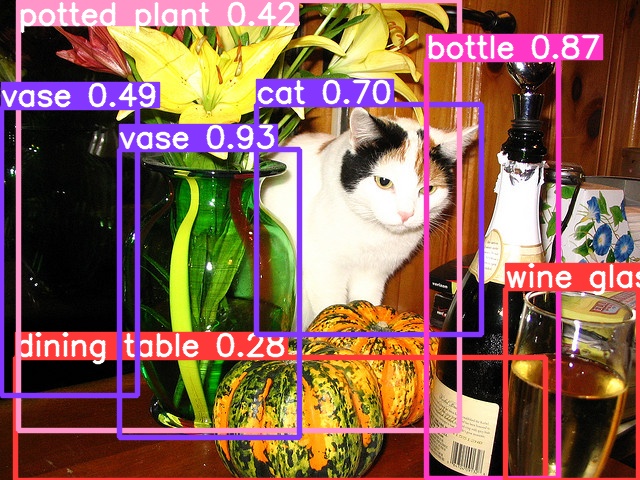 potted plant 0.42
bottle 0.87
vase 0.49
cat 0.70
vase 0.93
wine glas
dining table 0.28
verizon